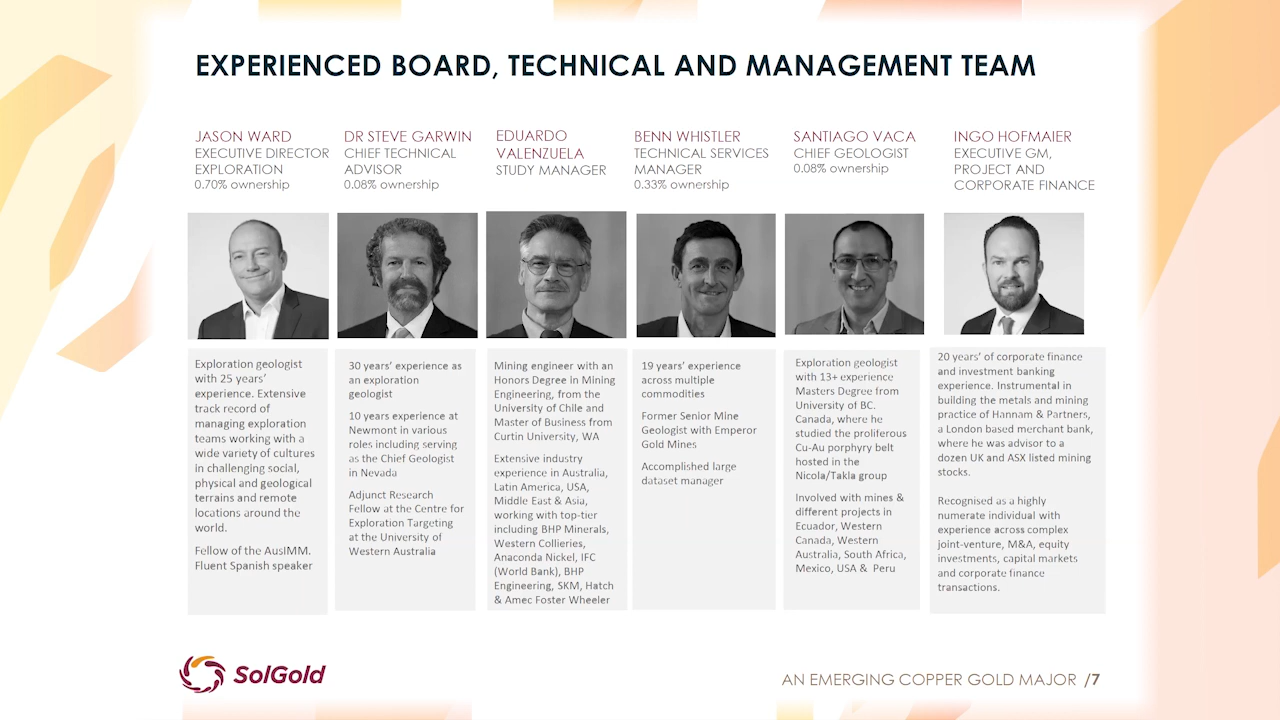 EXPERIENCED BOARD, TECHNICAL AND MANAGEMENT TEAM
JASON WARD
EXECUTIVE DIRECTOR
EXPLORATION
0.70% ownership
DR STEVE GARWIN
CHIEF TECHNICAL
ADVISOR
0.08% ownership
EDUARDO
VALENZUELA
STUDY MANAGER
BENN WHISTLER
TECHNICAL SERVICES
MANAGER
0.33% ownership
SANTIAGO VACA
CHIEF GEOLOGIST
0.08% ownership
INGO HOFMAIER
EXECUTIVE GM,
PROJECT AND
CORPORATE FINANCE
Exploration geologist
with 25 years'
experience. Extensive
track record of
managing exploration
teams working with a
wide variety of cultures
in challenging social,
physical and geological
terrains and remote
locations around the
world.
Fellow of the AusIMM.
Fluent Spanish speaker
30 years' experience as
an exploration
geologist
10 years experience at
Newmont in various
roles including serving
as the Chief Geologist
in Nevada
Adjunct Research
Fellow at the Centre for
Exploration Targeting
at the University of
Western Australia
Mining engineer with an
Honors Degree in Mining
Engineering, from the
University of Chile and
Master of Business from
Curtin University, WA
Extensive industry
experience in Australia,
Latin America, USA,
Middle East & Asia,
working with top-tier
including BHP Minerals,
Western Collieries,
Anaconda Nickel, IFC
(World Bank), BHP
Engineering, SKM, Hatch
& Amec Foster Wheeler
19 years' experience
across multiple
commodities
Former Senior Mine
Geologist with Emperor
Gold Mines
Accomplished large
dataset manager
Exploration geologist
with 13+ experience
Masters Degree from
University of BC.
Canada, where he
studied the proliferous
Cu-Au porphyry belt
hosted in the
Nicola/Takla group
Involved with mines &
different projects in
Ecuador, Western
Canada, Western
Australia, South Africa,
Mexico, USA & Peru
20 years' of corporate finance
and investment banking
experience. Instrumental in
building the metals and mining
practice of Hannam & Partners,
a London based merchant bank,
where he was advisor to a
dozen UK and ASX listed mining
stocks.
Recognised as a highly
numerate individual with
experience across complex
joint-venture, M&A, equity
investments, capital markets
and corporate finance
transactions.
SolGold
AN EMERGING COPPER GOLD MAJOR /7